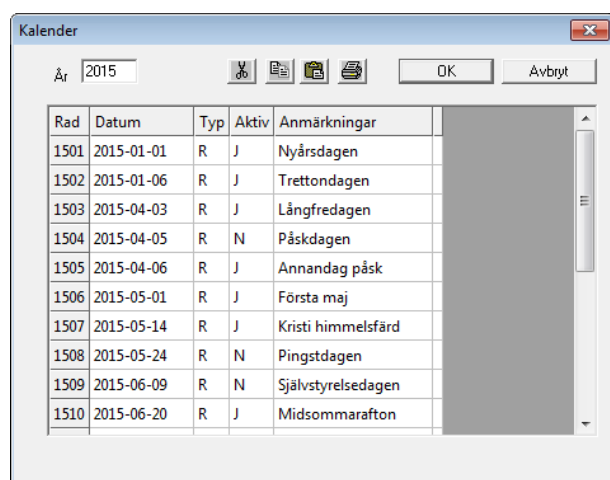 Kalender
År 2015 OK Avbryt
Rad Datum Typ Aktiv Anmärkningar
1501 2015-01-01 R J Nyårsdagen
1502 2015-01-06 R J Trettondagen
1503 2015-04-03 R J Långfredagen
1504 2015-04-05 R N Påskdagen
1505 2015-04-06 R J Annandag påsk
1506 2015-05-01 R J Första maj
1507 2015-05-14 R J Kristi himmelsfärd
1508 2015-05-24 R N Pingstdagen
1509 2015-06-09 R N Självstyrelsedagen
1510 2015-06-20 R J Midsommarafton